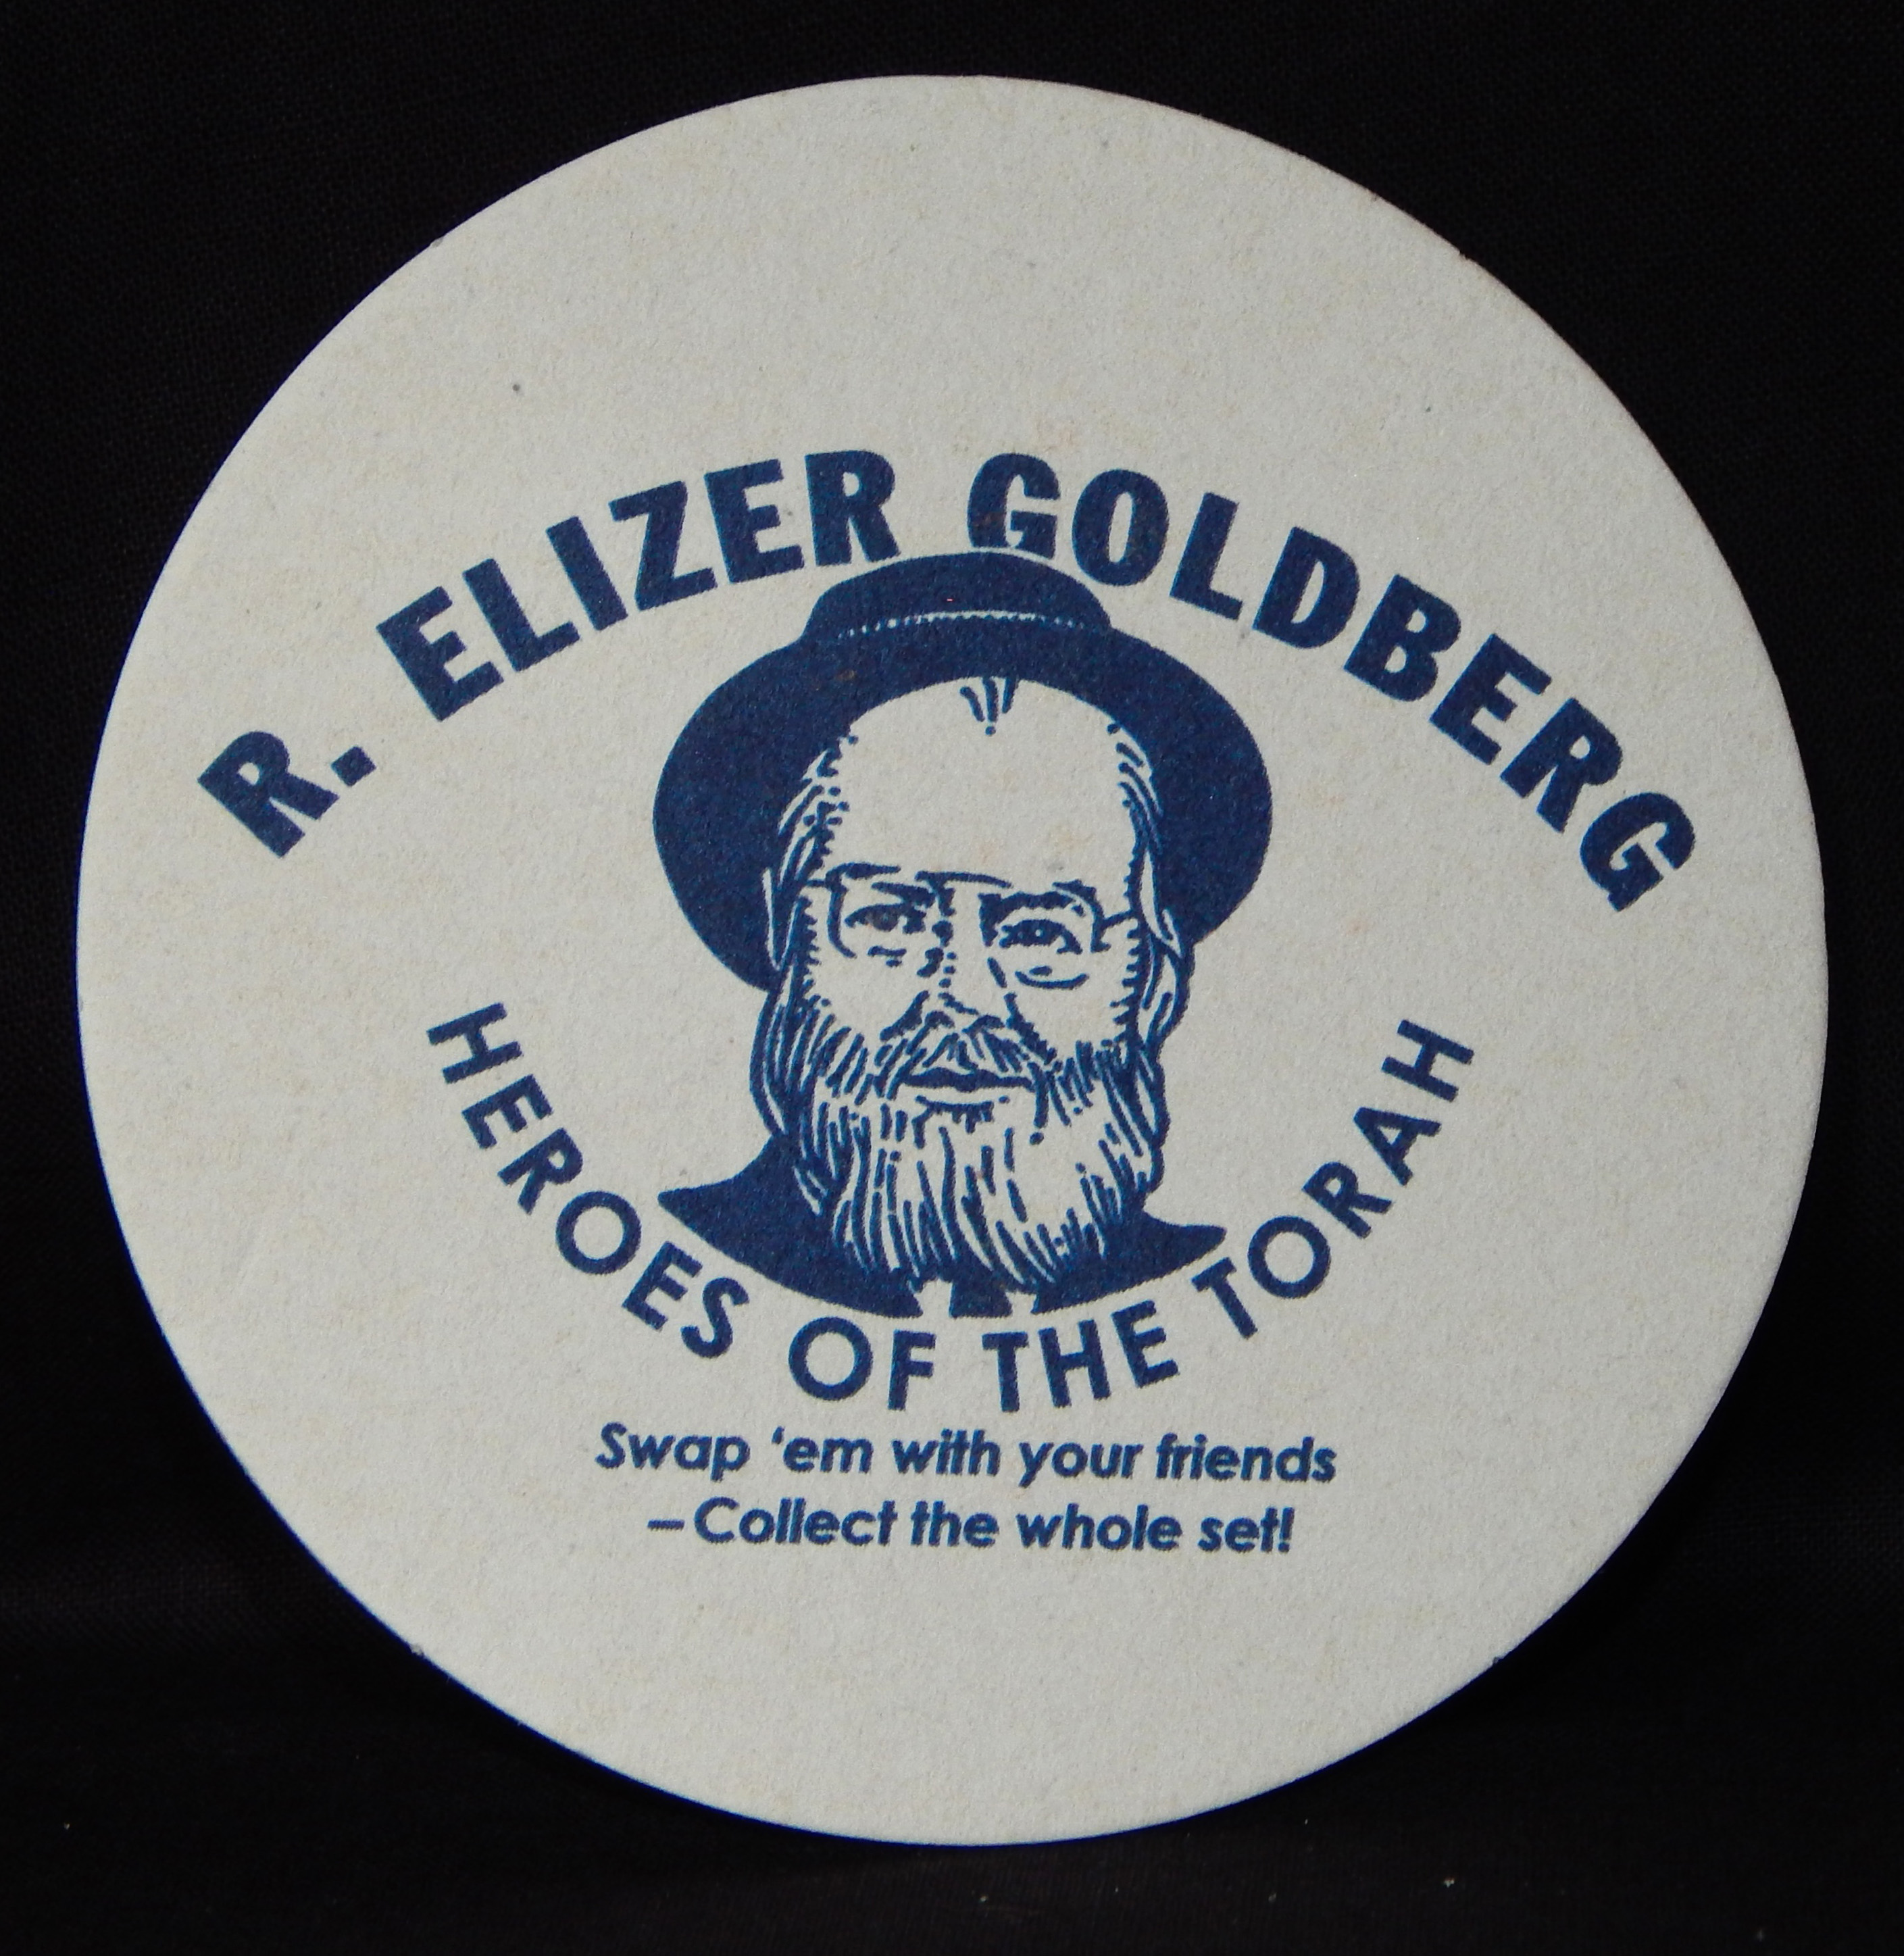 R. ELIZER GOLDBERG
HEROES OF THE TORAH
Swap ‘em with your friends
–Collect the whole set!